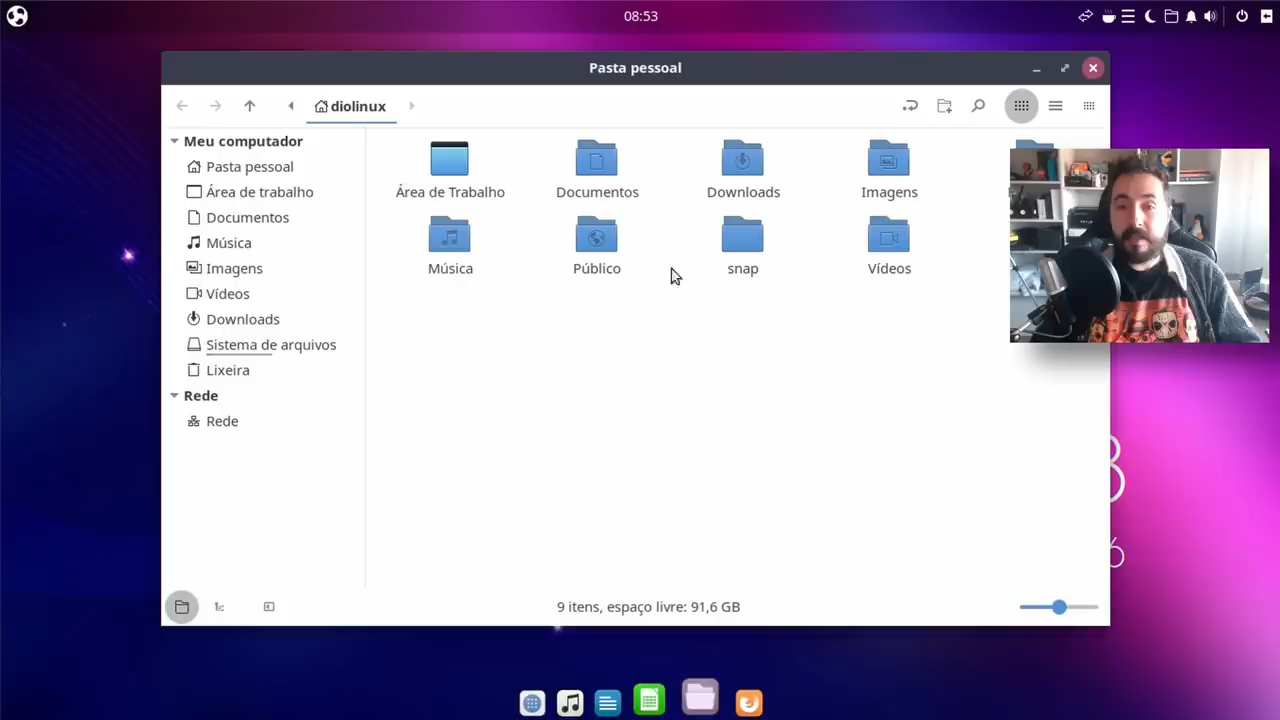 08:53
Pasta pessoal
diolinux
Meu computador
Pasta pessoal
Área de trabalho
Documentos
Música
Imagens
Vídeos
Downloads
Sistema de arquivos
Lixeira
Rede
Rede
Área de Trabalho
Documentos
Downloads
Imagens
Música
Público
snap
Vídeos
9 itens, espaço livre: 91,6 GB